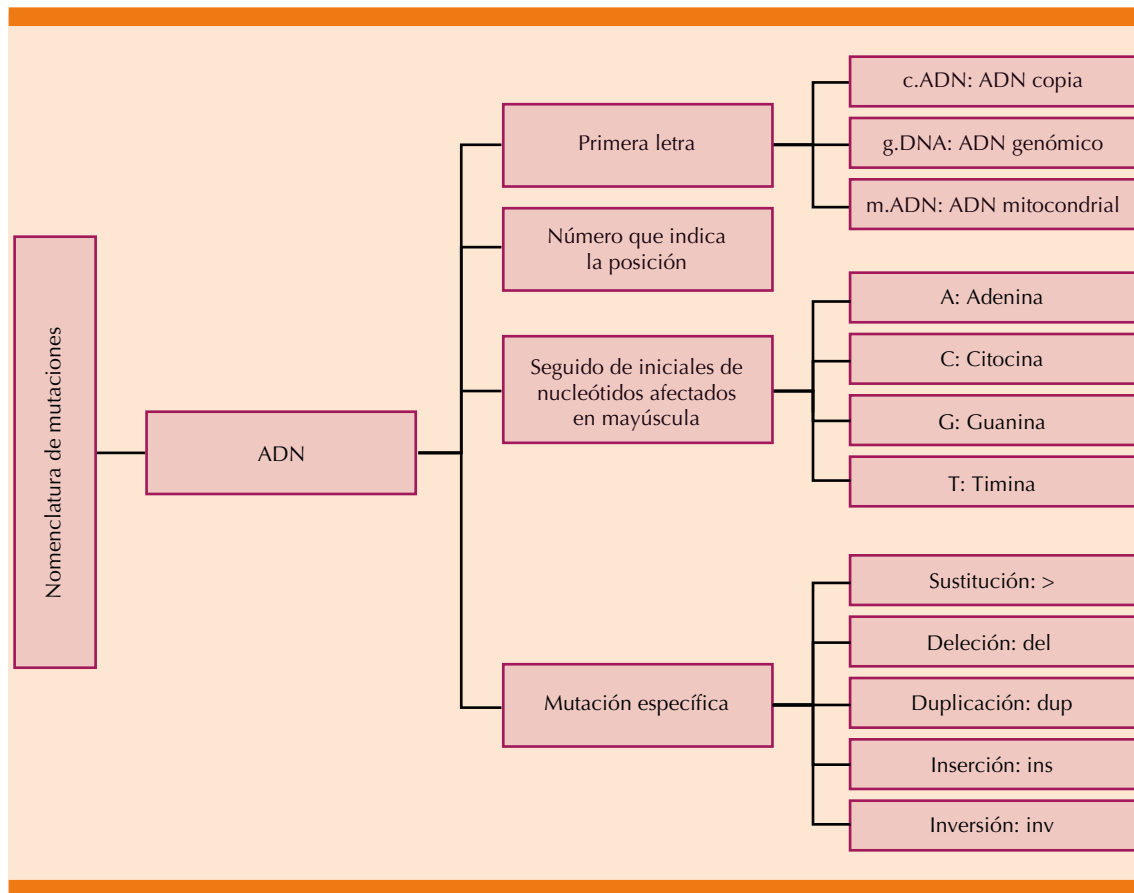 Nomenclatura de mutaciones
ADN
Primera letra
c.ADN: ADN copia
g.DNA: ADN genómico
m.ADN: ADN mitocondrial
Número que indica
la posición
Seguido de iniciales de
nucleótidos afectados
en mayúscula
A: Adenina
C: Citocina
G: Guanina
T: Timina
Mutación específica
Sustitución: >
Deleción: del
Duplicación: dup
Inserción: ins
Inversión: inv